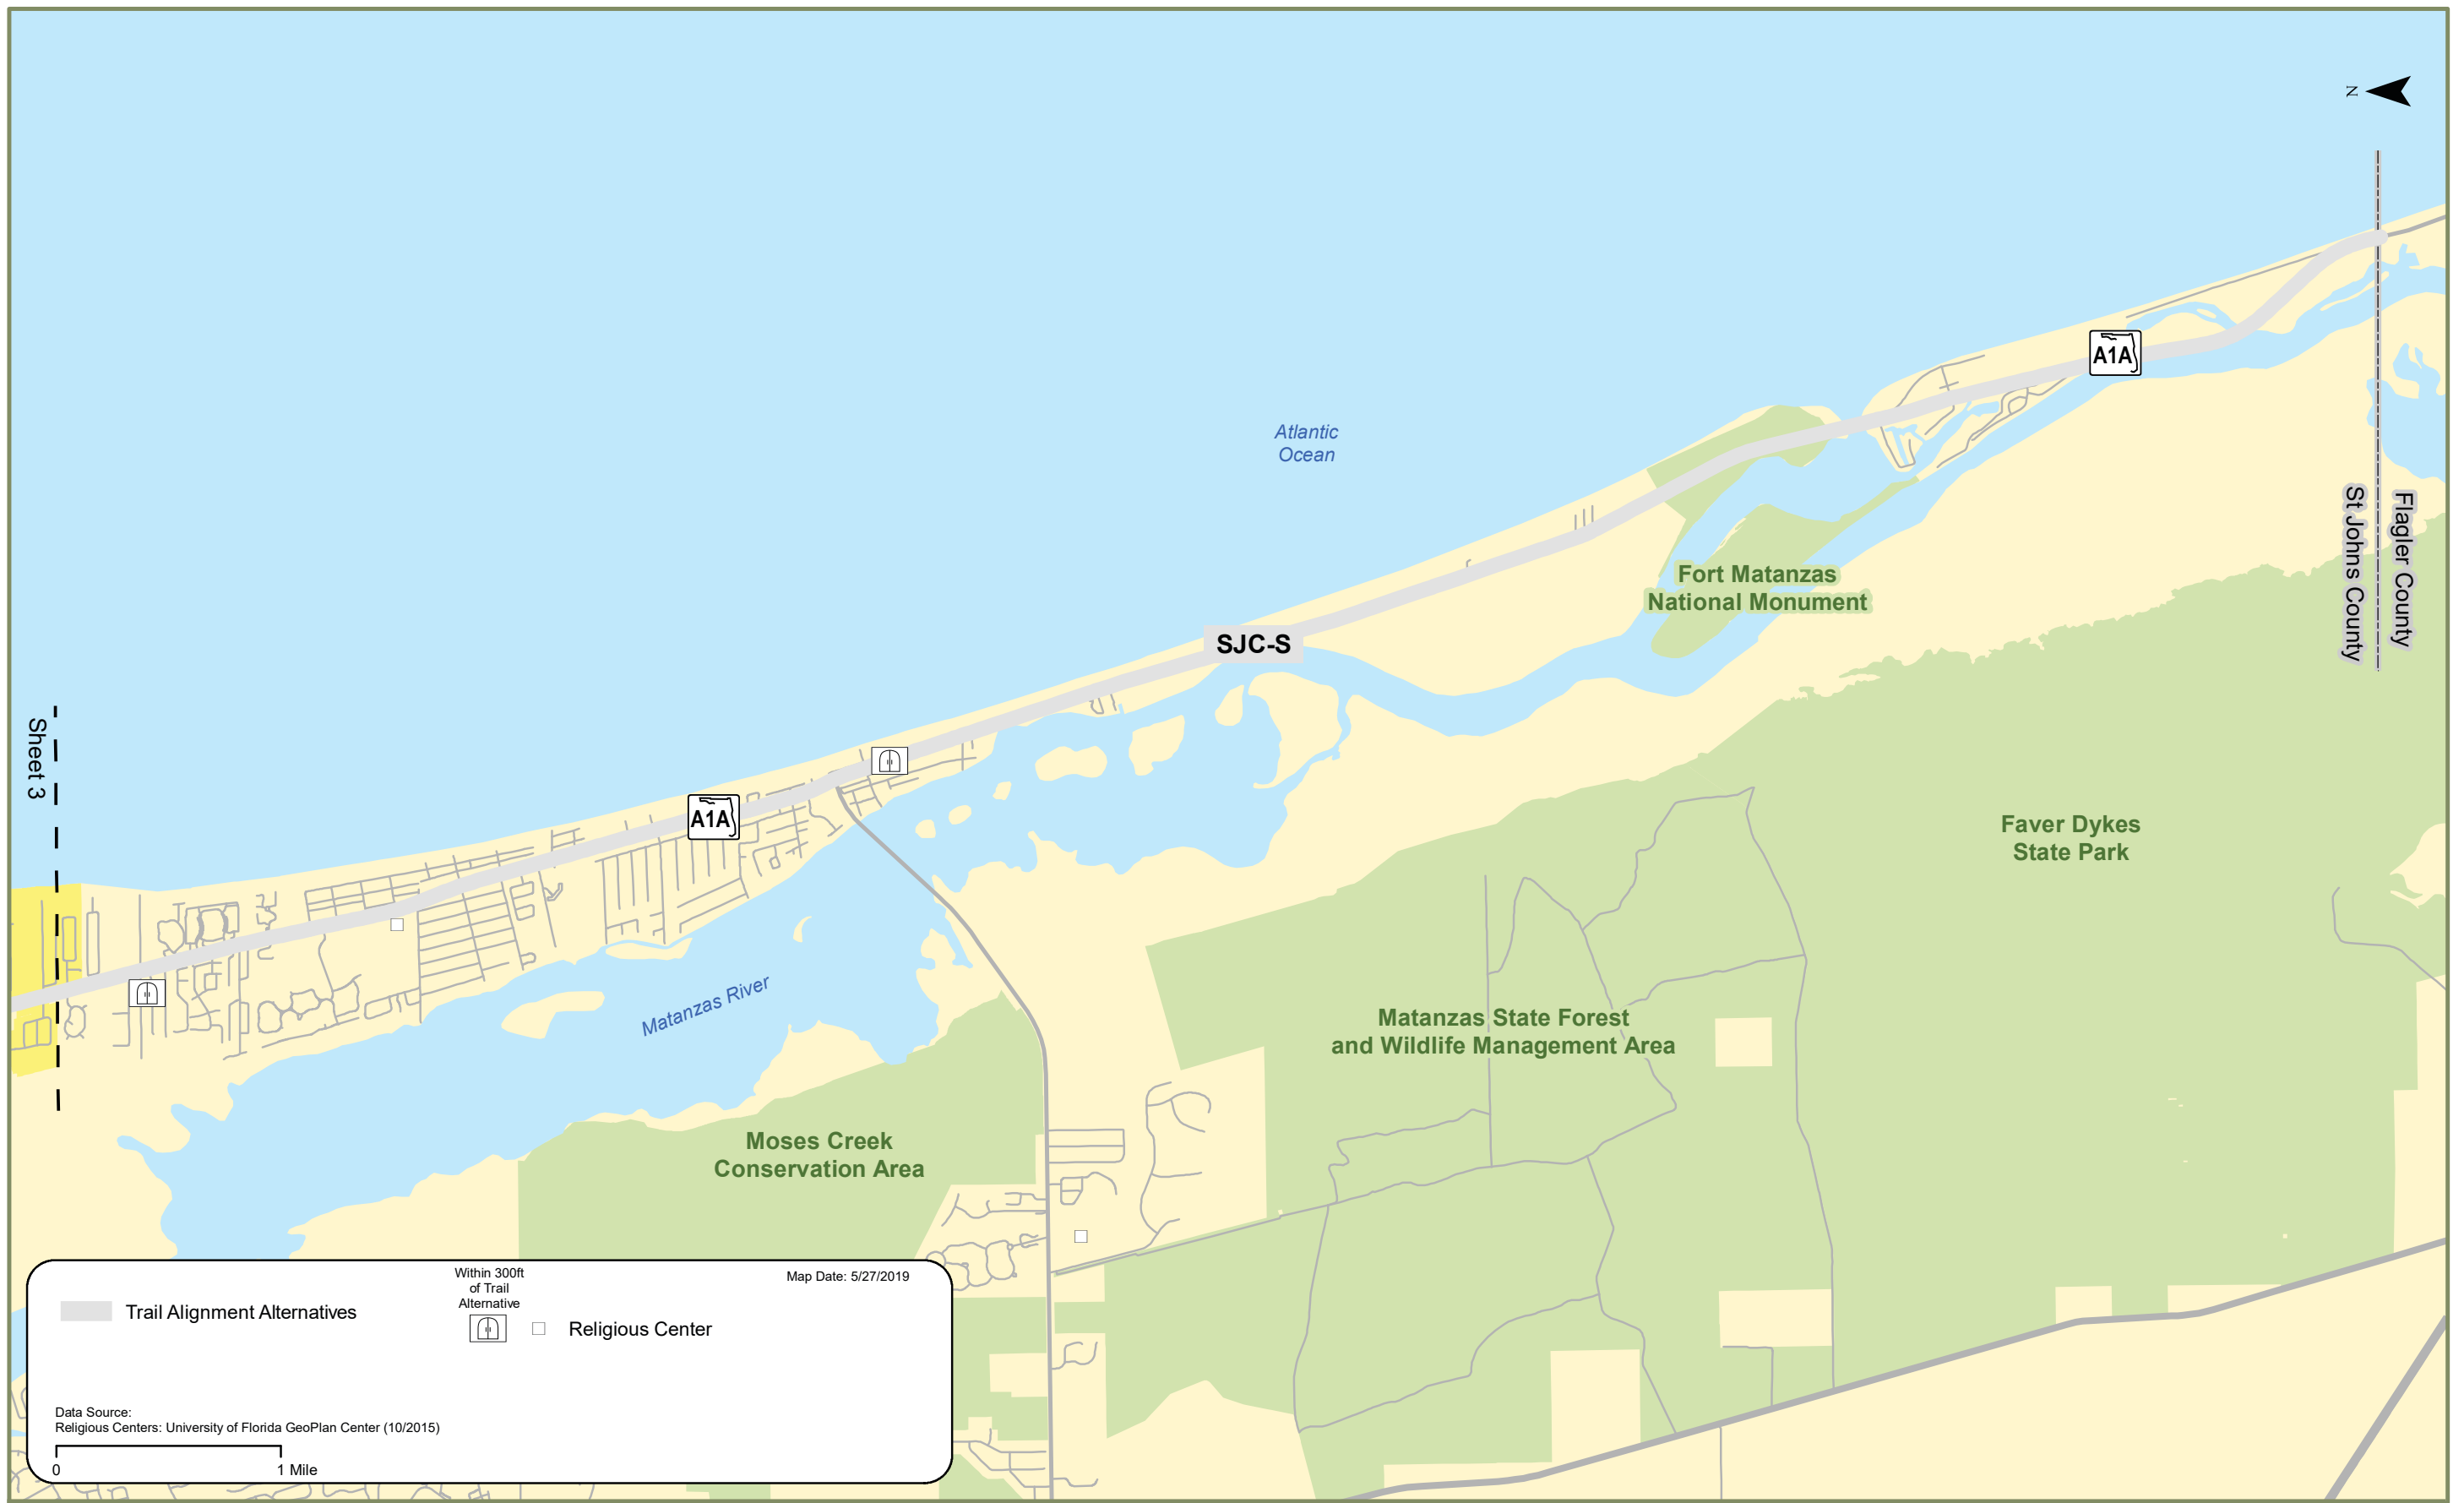 N
Atlantic
Ocean
A1A
Flagler County
St Johns County
Fort Matanzas
National Monument
SJC-S
Sheet 3
A1A
Faver Dykes
State Park
Matanzas River
Matanzas State Forest
and Wildlife Management Area
Moses Creek
Conservation Area
Within 300ft
of Trail
Alternative
Map Date: 5/27/2019
Trail Alignment Alternatives
Religious Center
Data Source:
Religious Centers: University of Florida GeoPlan Center (10/2015)
0
1 Mile